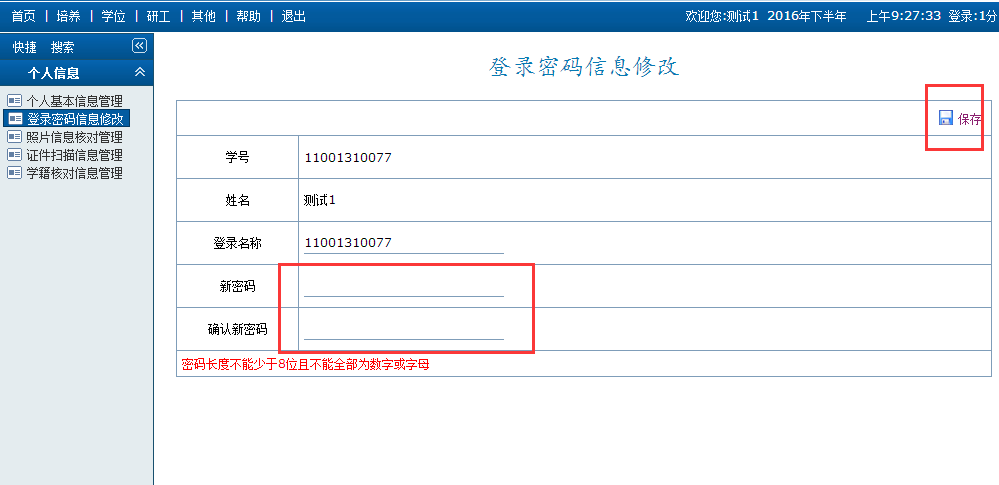 首页 | 培养 | 学位 | 研工 | 其他 | 帮助 | 退出
欢迎您:测试1 2016年下半年 上午9:27:33 登录:1分
快捷 搜索
个人信息
个人基本信息管理
登录密码信息修改
照片信息核对管理
证件扫描信息管理
学籍核对信息管理
登录密码信息修改
保存
学号 11001310077
姓名 测试1
登录名称 11001310077
新密码
确认新密码
密码长度不能少于8位且不能全部为数字或字母